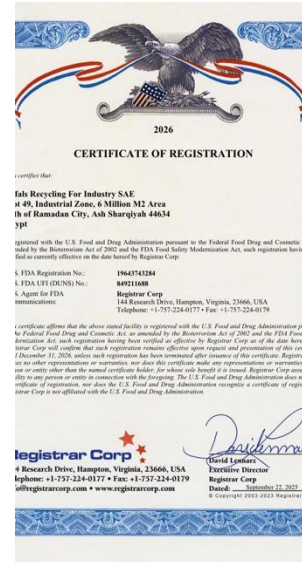 2026
CERTIFICATE OF REGISTRATION
certifies that:
fals Recycling For Industry SAE
ot 49, Industrial Zone, 6 Million M2 Area
th of Ramadan City, Ash Sharqiyah 44634
ypt
registered with the U.S. Food and Drug Administration pursuant to the Federal Food Drug and Cosmetic
nded by the Bioterrorism Act of 2002 and the FDA Food Safety Modernization Act, such registration havin
fied as currently effective on the date hereof by Registrar Corp:
S. FDA Registration No.: 19643743284
S. FDA UFI (DUNS) No.: 849211688
S. Agent for FDA Registrar Corp
mmunications: 144 Research Drive, Hampton, Virginia, 23666, USA
Telephone: +1-757-224-0177 • Fax: +1-757-224-0179
certificate affirms that the above stated facility is registered with the U.S. Food and Drug Administration p
he Federal Food Drug and Cosmetic Act, as amended by the Bioterrorism Act of 2002 and the FDA Foo
dernization Act, such registration having been verified as effective by Registrar Corp as of the date here
istrar Corp will confirm that such registration remains effective upon request and presentation of this cer
l December 31, 2026, unless such registration has been terminated after issuance of this certificate. Registr
es no other representations or warranties, nor does this certificate make any representations or warranties
on or entity other than the named certificate holder, for whose sole benefit it is issued. Registrar Corp assu
ility to any person or entity in connection with the foregoing. The U.S. Food and Drug Administration does n
rtificate of registration, nor does the U.S. Food and Drug Administration recognize a certificate of regis
istrar Corp is not affiliated with the U.S. Food and Drug Administration.
egistrar Corp
4 Research Drive, Hampton, Virginia, 23666, USA
lephone: +1-757-224-0177 • Fax: +1-757-224-0179
o@registrarcorp.com • www.registrarcorp.com
David Lennarz
Executive Director
Registrar Corp
Dated: September 22, 2025
© Copyright 2003-2023 Registrar